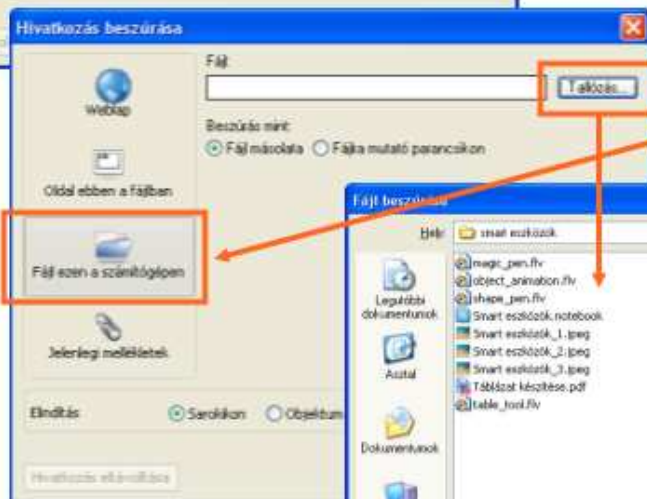 Hivatkozás beszúrása
Fájl:
Tallózás...
Weblap
Beszúrás mint:
Fájl másolata
Fájlra mutató parancsikon
Oldal ebben a fájlban
Fájl ezen a számítógépen
Jelenlegi mellékletek
Elindítás
Sarokikon
Objektum
Hivatkozás eltávolítása
Fájl beszúrása
Hely:
smart eszközök
Legutóbbi
dokumentumok
Asztal
Dokumentumok
magic_pen.flv
object_animation.flv
shape_pen.flv
Smart eszközök.notebook
Smart eszközök_1.jpeg
Smart eszközök_2.jpeg
Smart eszközök_3.jpeg
Táblázat készítése.pdf
table_tool.flv